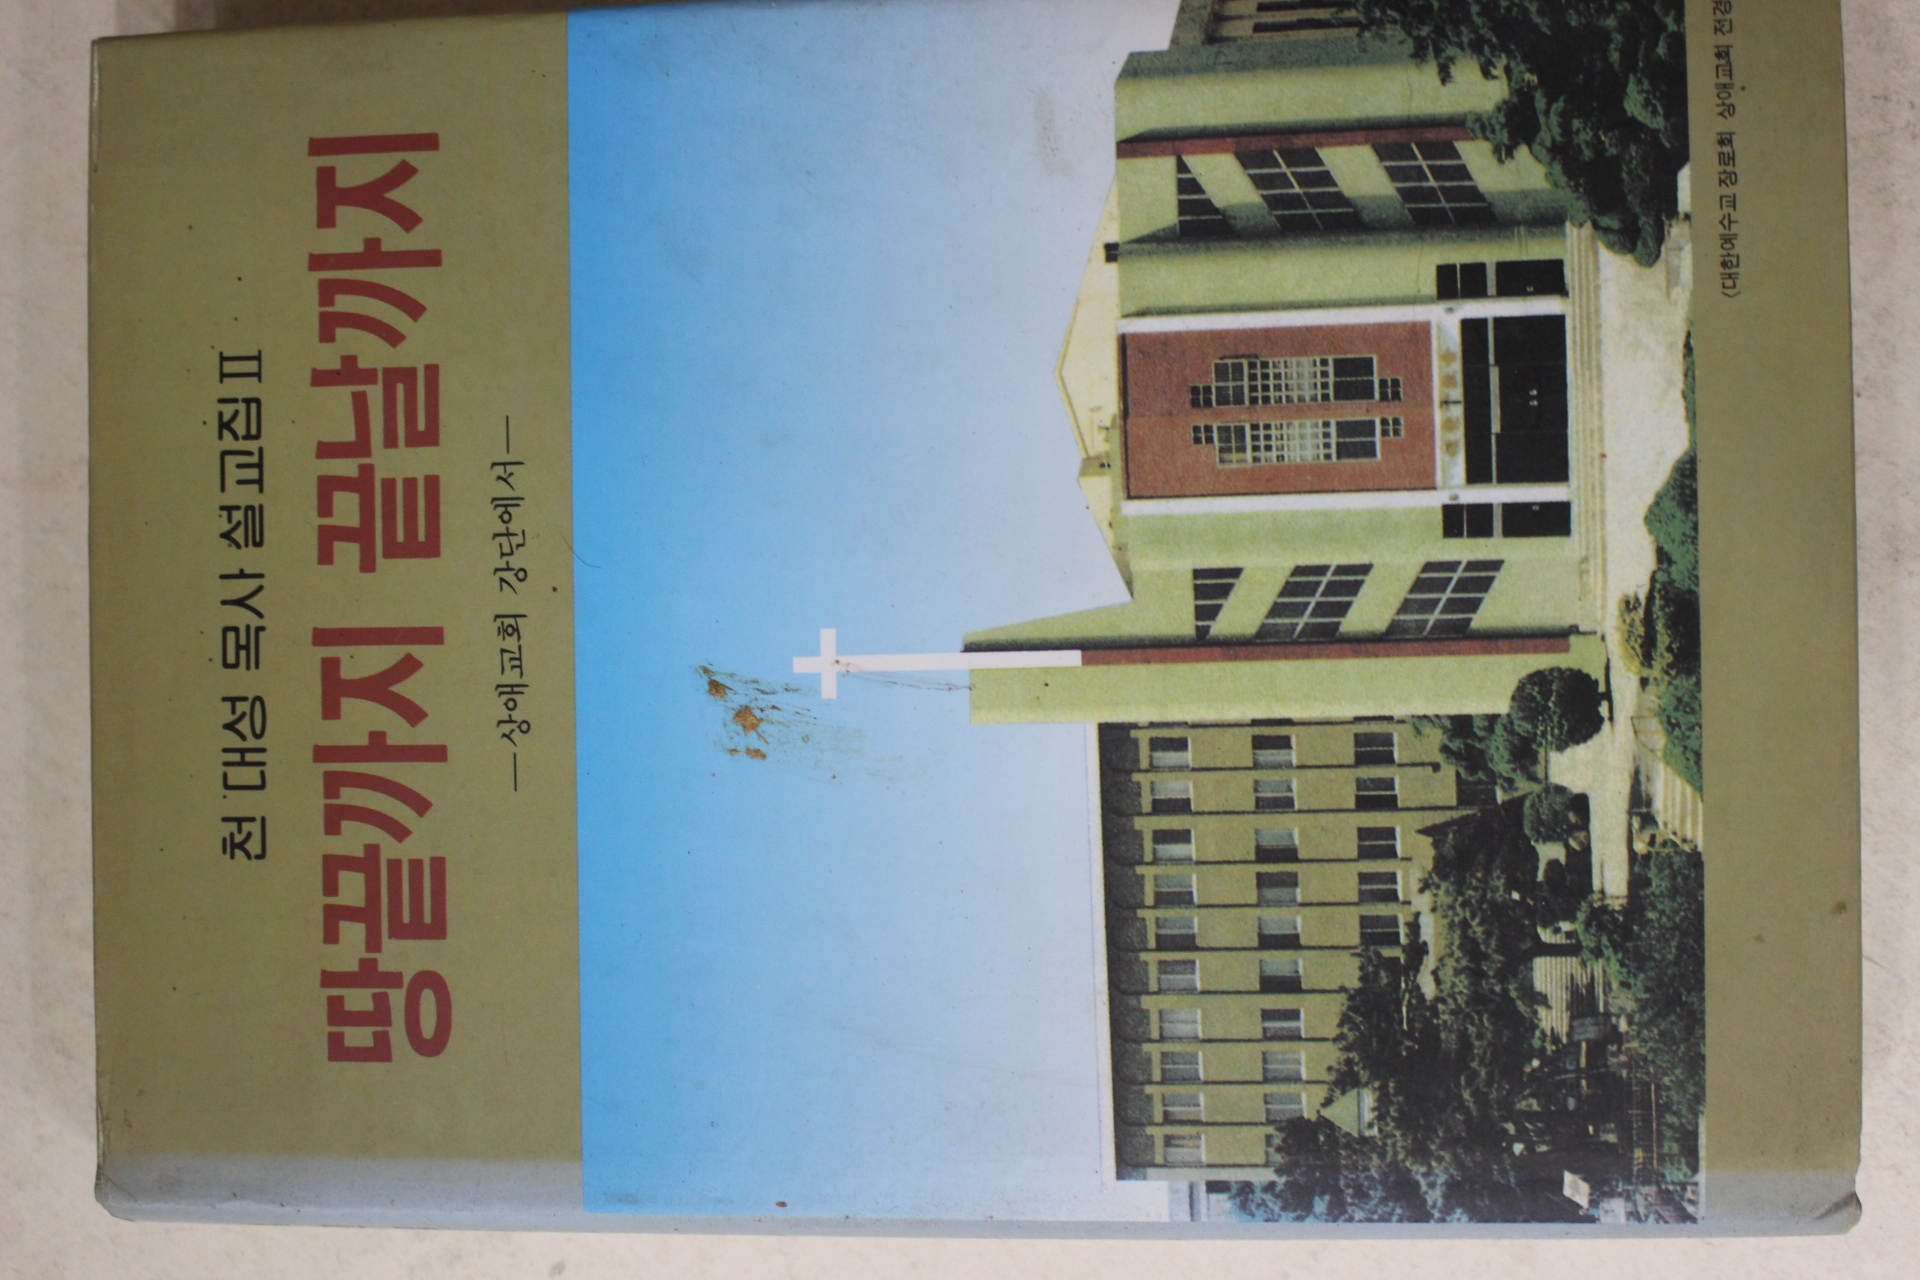 천 대성 목사 설교집 II
땅끝까지 끝날까지
—상애교회 강단에서—
〈대한예수교 장로회 상애교회 전경